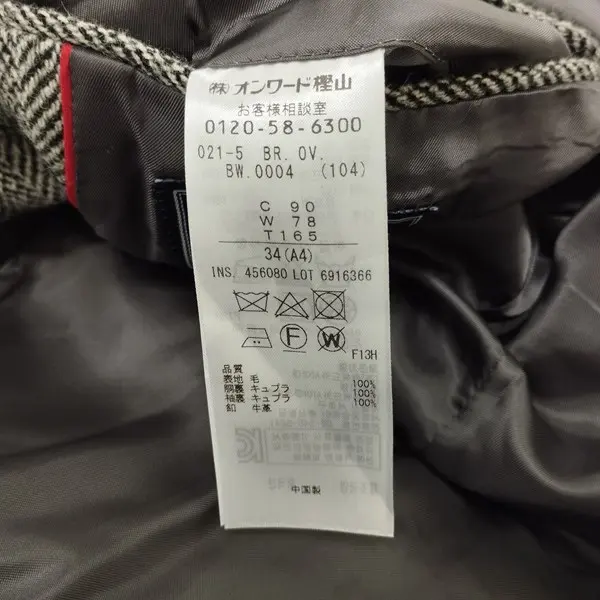 ㈱ オンワード樫山
お客様相談室
0120-58-6300
021-5 BR. OV.
BW.0004 (104)
C 90
W 78
T165
34(A4)
INS. 456080 LOT 6916366
F W
F13H
品質
表地 毛 100%
胴裏 キュプラ 100%
袖裏 キュプラ 100%
釦 牛革
中国製